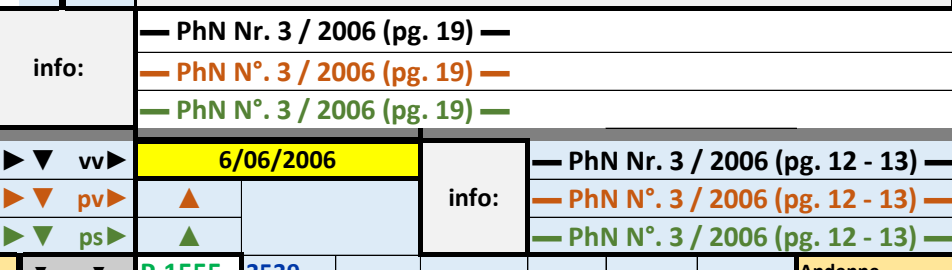 — PhN Nr. 3 / 2006 (pg. 19) —
info:
— PhN N°. 3 / 2006 (pg. 19) —
— PhN N°. 3 / 2006 (pg. 19) —
►▼ vv► 6/06/2006 — PhN Nr. 3 / 2006 (pg. 12 - 13) —
►▼ pv► ▲ info: — PhN N°. 3 / 2006 (pg. 12 - 13) —
►▼ ps► ▲ — PhN N°. 3 / 2006 (pg. 12 - 13) —